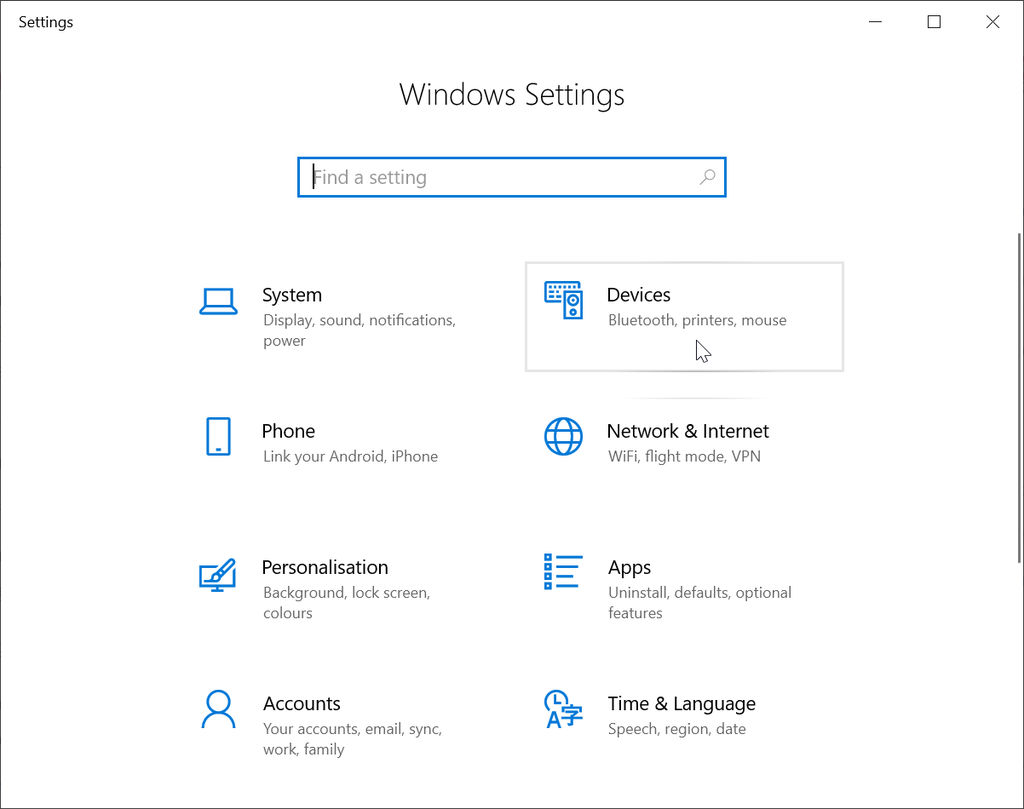 Settings
Windows Settings
Find a setting
System
Display, sound, notifications,
power
Devices
Bluetooth, printers, mouse
Phone
Link your Android, iPhone
Network & Internet
WiFi, flight mode, VPN
Personalisation
Background, lock screen,
colours
Apps
Uninstall, defaults, optional
features
Accounts
Your accounts, email, sync,
work, family
Time & Language
Speech, region, date
A字